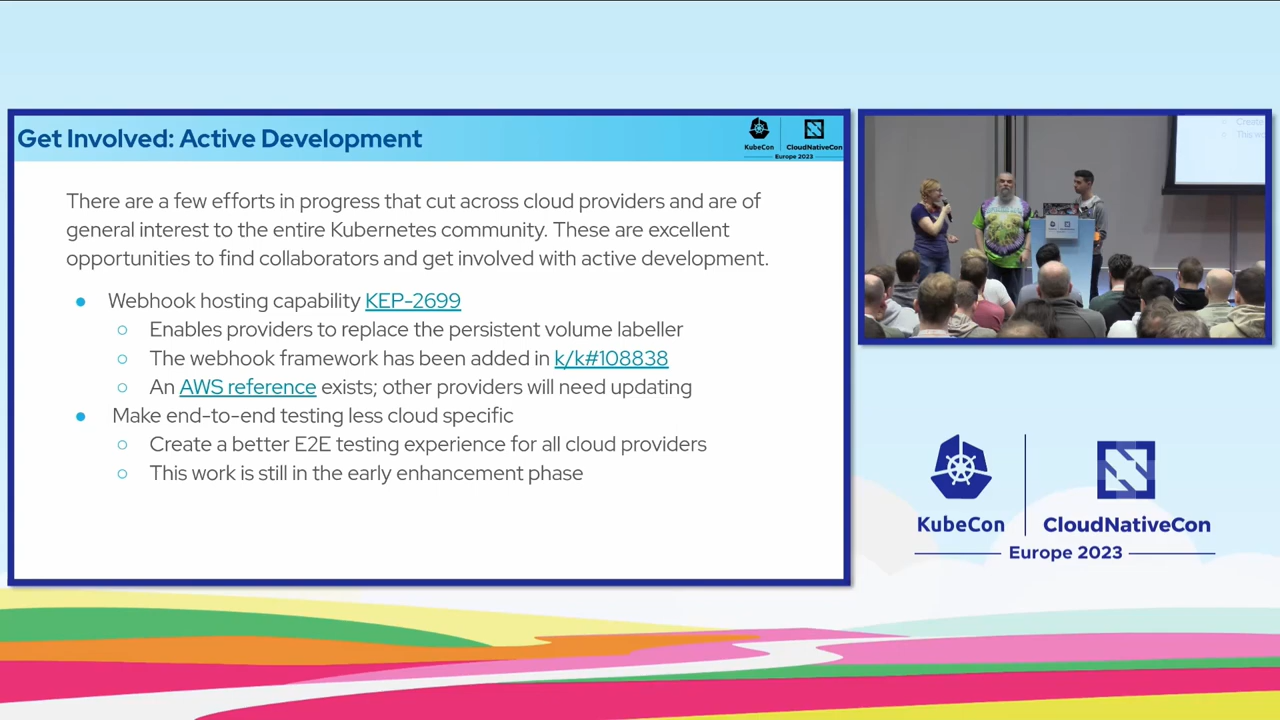 Get Involved: Active Development
KubeCon
CloudNativeCon
Europe 2023
There are a few efforts in progress that cut across cloud providers and are of
general interest to the entire Kubernetes community. These are excellent
opportunities to find collaborators and get involved with active development.
● Webhook hosting capability KEP-2699
○ Enables providers to replace the persistent volume labeller
○ The webhook framework has been added in k/k#108838
○ An AWS reference exists; other providers will need updating
● Make end-to-end testing less cloud specific
○ Create a better E2E testing experience for all cloud providers
○ This work is still in the early enhancement phase
KubeCon
CloudNativeCon
Europe 2023